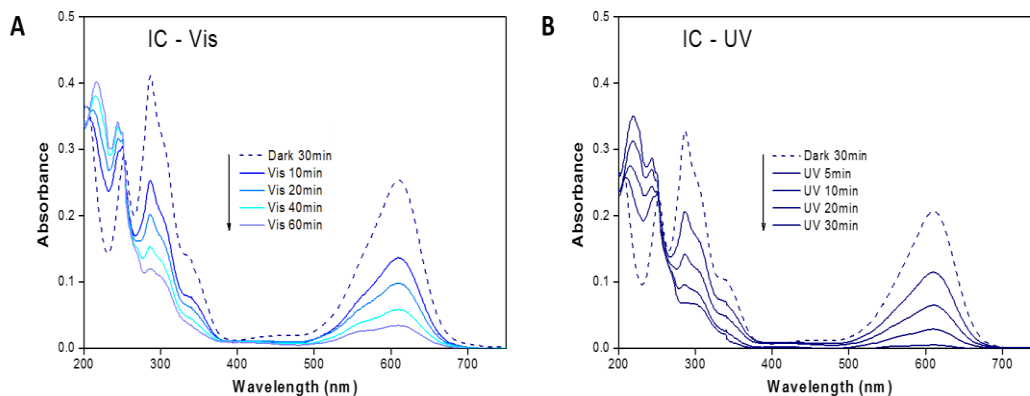 A
IC - Vis
Absorbance
0.5
0.4
0.3
0.2
0.1
0.0
Dark 30min
Vis 10min
Vis 20min
Vis 40min
Vis 60min
200 300 400 500 600 700
Wavelength (nm)
B
IC - UV
Absorbance
0.5
0.4
0.3
0.2
0.1
0.0
Dark 30min
UV 5min
UV 10min
UV 20min
UV 30min
200 300 400 500 600 700
Wavelength (nm)